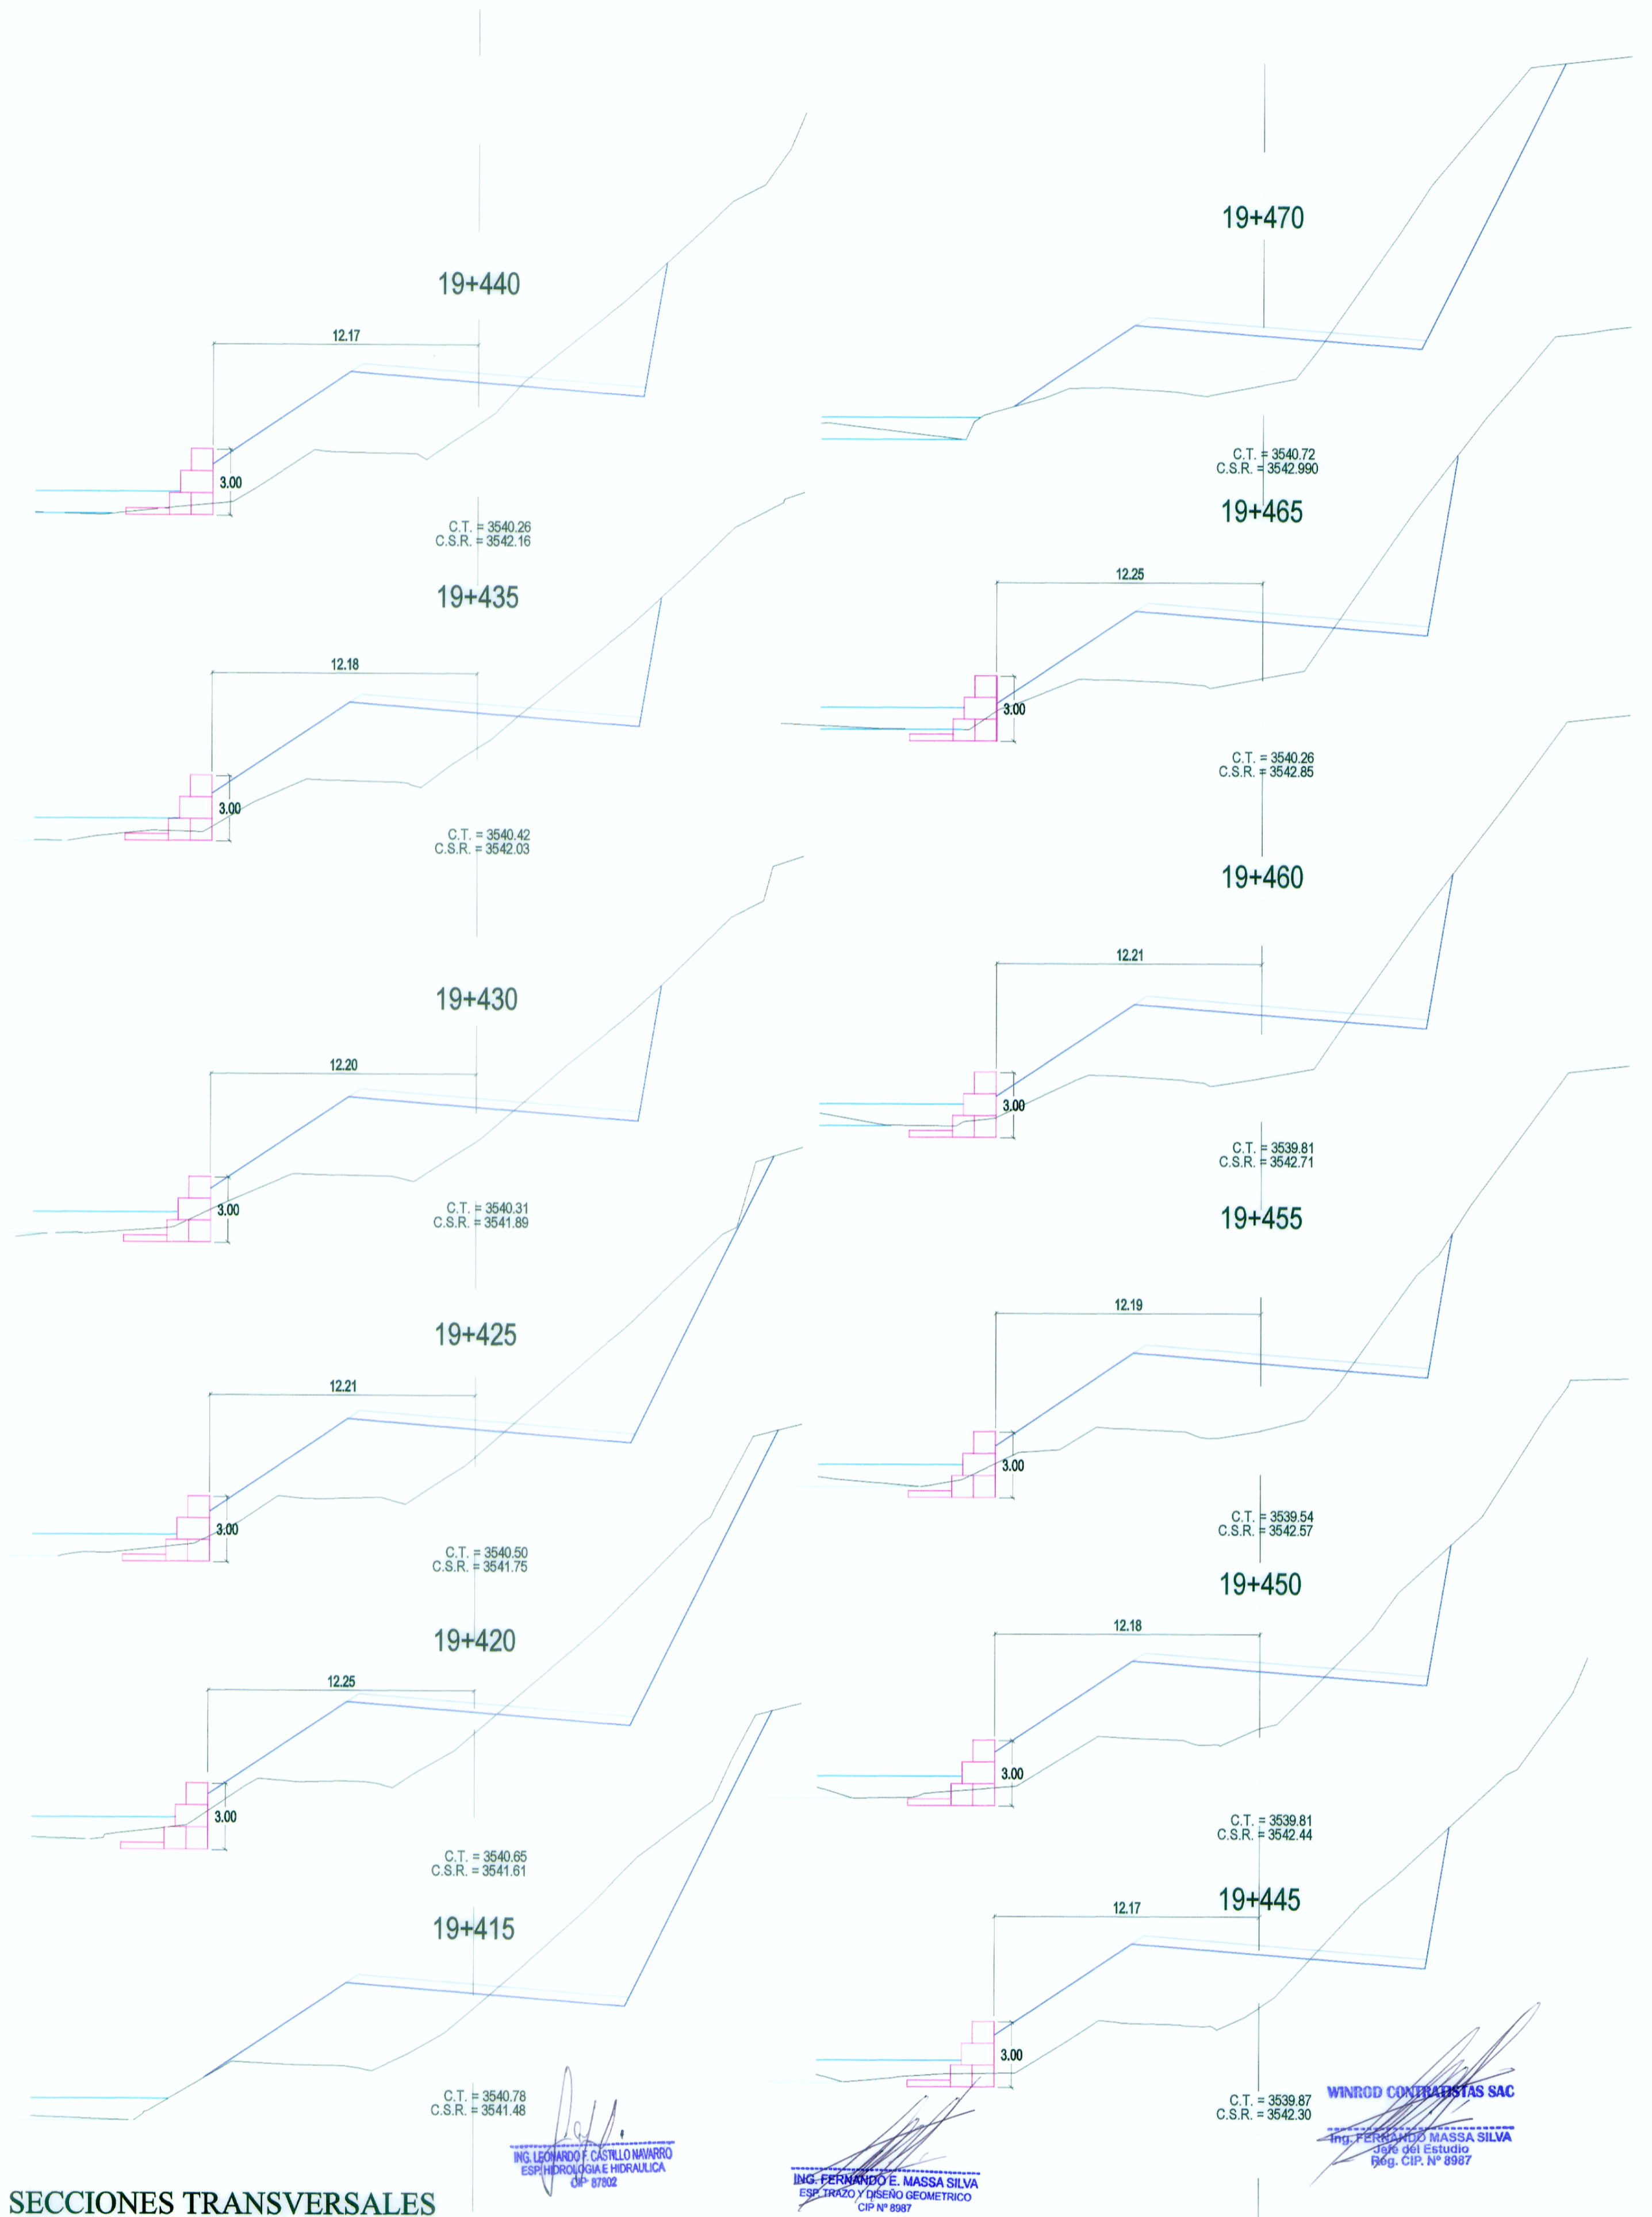 19+440
12.17
3.00
C.T. = 3540.26
C.S.R. = 3542.16
19+435
12.18
3.00
C.T. = 3540.42
C.S.R. = 3542.03
19+430
12.20
3.00
C.T. = 3540.31
C.S.R. = 3541.89
19+425
12.21
3.00
C.T. = 3540.50
C.S.R. = 3541.75
19+420
12.25
3.00
C.T. = 3540.65
C.S.R. = 3541.61
19+415
C.T. = 3540.78
C.S.R. = 3541.48
19+470
C.T. = 3540.72
C.S.R. = 3542.990
19+465
12.25
3.00
C.T. = 3540.26
C.S.R. = 3542.85
19+460
12.21
3.00
C.T. = 3539.81
C.S.R. = 3542.71
19+455
12.19
3.00
C.T. = 3539.54
C.S.R. = 3542.57
19+450
12.18
3.00
C.T. = 3539.81
C.S.R. = 3542.44
19+445
12.17
3.00
C.T. = 3539.87
C.S.R. = 3542.30
ING. LEONARDO F. CASTILLO NAVARRO
ESP. HIDROLOGIA E HIDRAULICA
CIP 87802
ING. FERNANDO E. MASSA SILVA
ESP. TRAZO Y DISEÑO GEOMETRICO
CIP Nº 8987
WINROD CONTRATISTAS SAC
Ing. FERNANDO MASSA SILVA
Jefe del Estudio
Reg. CIP. Nº 8987
SECCIONES TRANSVERSALES